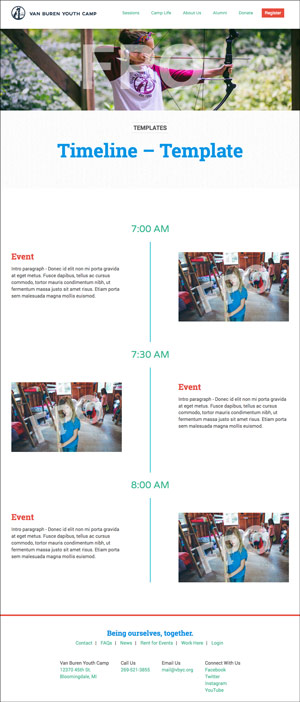 VAN BUREN YOUTH CAMP
Sessions Camp Life About Us Alumni Donate Register
TEMPLATES
Timeline – Template
7:00 AM
Event
Intro paragraph - Donec id elit non mi porta gravida
at eget metus. Fusce dapibus, tellus ac cursus
commodo, tortor mauris condimentum nibh, ut
fermentum massa justo sit amet risus. Etiam porta
sem malesuada magna mollis euismod.
7:30 AM
Event
Intro paragraph - Donec id elit non mi porta gravida
at eget metus. Fusce dapibus, tellus ac cursus
commodo, tortor mauris condimentum nibh, ut
fermentum massa justo sit amet risus. Etiam porta
sem malesuada magna mollis euismod.
8:00 AM
Event
Intro paragraph - Donec id elit non mi porta gravida
at eget metus. Fusce dapibus, tellus ac cursus
commodo, tortor mauris condimentum nibh, ut
fermentum massa justo sit amet risus. Etiam porta
sem malesuada magna mollis euismod.
Being ourselves, together.
Contact | FAQs | News | Rent for Events | Work Here | Login
Van Buren Youth Camp
12370 45th St.
Bloomingdale, MI
Call Us
269-521-3855
Email Us
mail@vbyc.org
Connect With Us
Facebook
Twitter
Instagram
YouTube